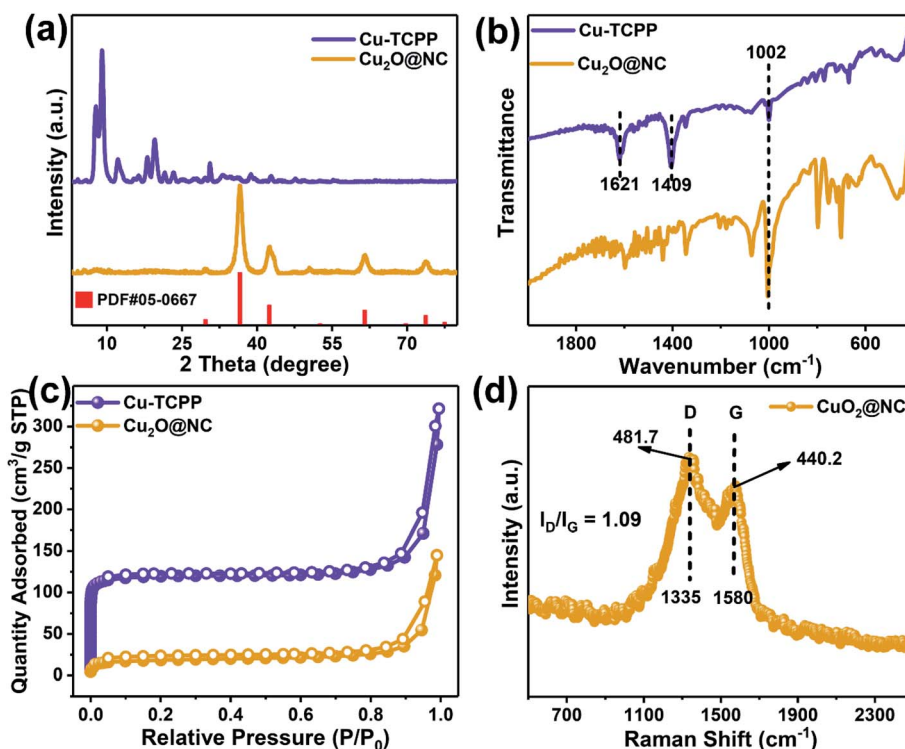 (a)
Cu-TCPP
Cu₂O@NC
Intensity (a.u.)
PDF#05-0667
10 25 40 55 70
2 Theta (degree)
(b)
Cu-TCPP
Cu₂O@NC
1002
1621 1409
Transmittance
1800 1400 1000 600
Wavenumber (cm⁻¹)
(c)
Cu-TCPP
Cu₂O@NC
Quantity Adsorbed (cm³/g STP)
300
250
200
150
100
50
0
0.0 0.2 0.4 0.6 0.8 1.0
Relative Pressure (P/P₀)
(d)
D G
CuO₂@NC
481.7
440.2
I_D/I_G = 1.09
1335 1580
Intensity (a.u.)
700 1100 1500 1900 2300
Raman Shift (cm⁻¹)